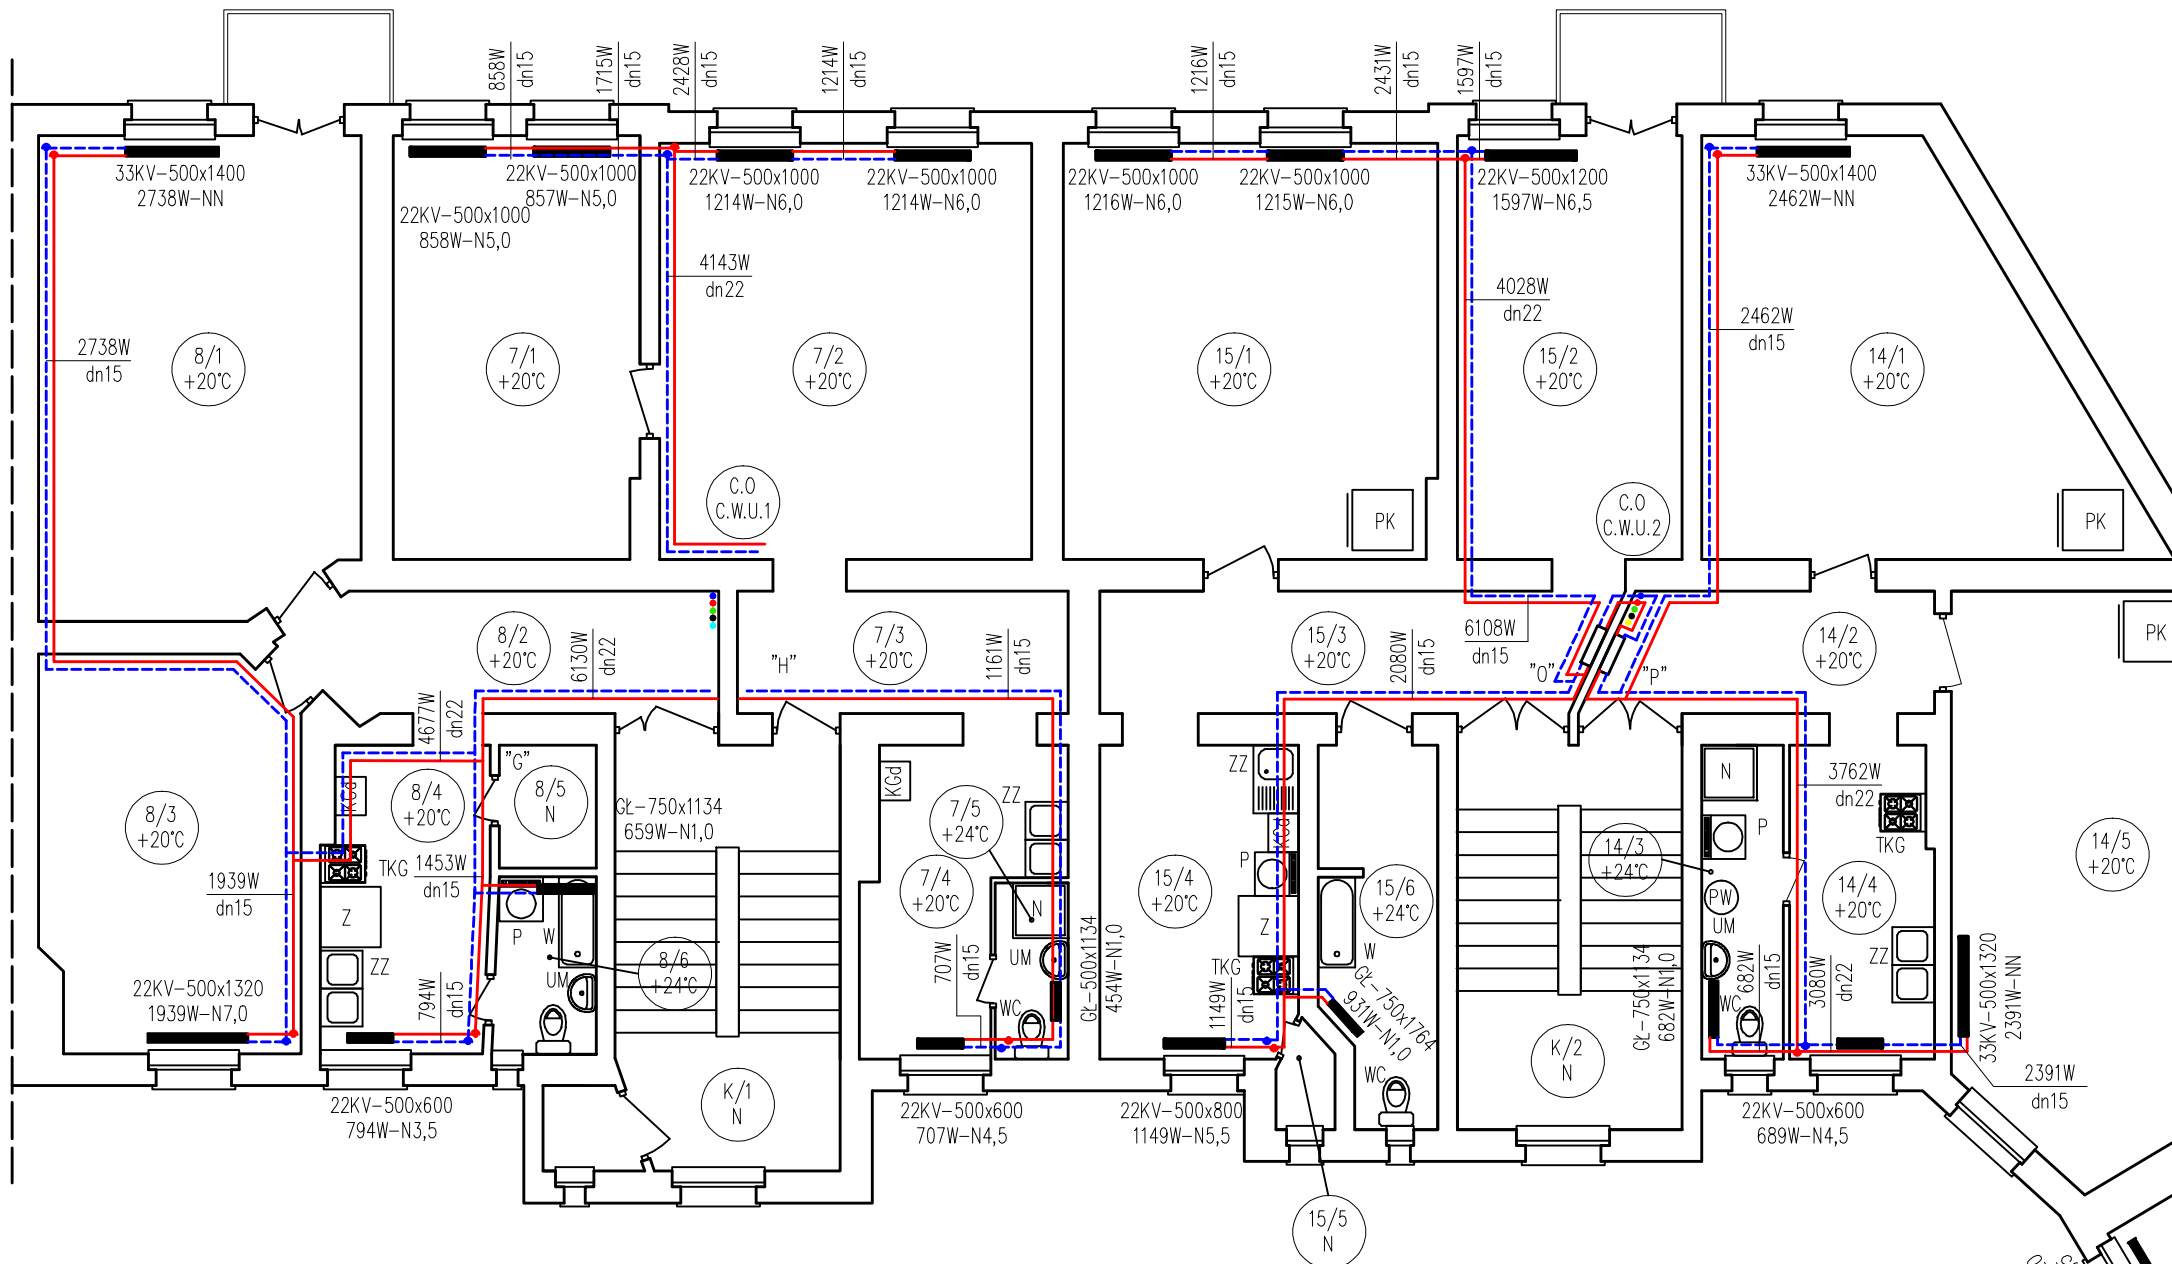 858W
dn15
1715W
dn15
2428W
dn15
1214W
dn15
1216W
dn15
2431W
dn15
1597W
dn15
33KV-500x1400
2738W-NN
22KV-500x1000
857W-N5,0
22KV-500x1000
858W-N5,0
22KV-500x1000
1214W-N6,0
22KV-500x1000
1214W-N6,0
22KV-500x1000
1216W-N6,0
22KV-500x1000
1215W-N6,0
22KV-500x1200
1597W-N6,5
33KV-500x1400
2462W-NN
4143W
dn22
4028W
dn22
2738W
dn15
2462W
dn15
8/1
+20°C
7/1
+20°C
7/2
+20°C
15/1
+20°C
15/2
+20°C
14/1
+20°C
C.O
C.W.U.1
C.O
C.W.U.2
PK
PK
PK
8/2
+20°C
6130W
dn22
"H"
7/3
+20°C
1161W
dn15
15/3
+20°C
2080W
dn15
6108W
dn15
"O"
"P"
14/2
+20°C
4677W
dn22
"G"
8/3
+20°C
KGd
8/4
+20°C
8/5
N
GŁ-750x1134
659W-N1,0
KGd
7/5
+24°C
ZZ
ZZ
KGd
P
N
P
3762W
dn22
TKG
14/3
+24°C
14/5
+20°C
TKG
1453W
dn15
1939W
dn15
Z
P
W
UM
8/6
+24°C
ZZ
794W
dn15
7/4
+20°C
N
UM
707W
dn15
WC
GŁ-500x1134
454W-N1,0
15/4
+20°C
Z
TKG
1149W
dn15
15/6
+24°C
W
GŁ-750x1764
931W-N1,0
WC
GŁ-750x1134
682W-N1,0
PW
UM
WC
682W
dn15
3080W
dn22
14/4
+20°C
ZZ
33KV-500x1320
2391W-NN
2391W
dn15
22KV-500x1320
1939W-N7,0
22KV-500x600
794W-N3,5
K/1
N
22KV-500x600
707W-N4,5
22KV-500x800
1149W-N5,5
K/2
N
22KV-500x600
689W-N4,5
15/5
N